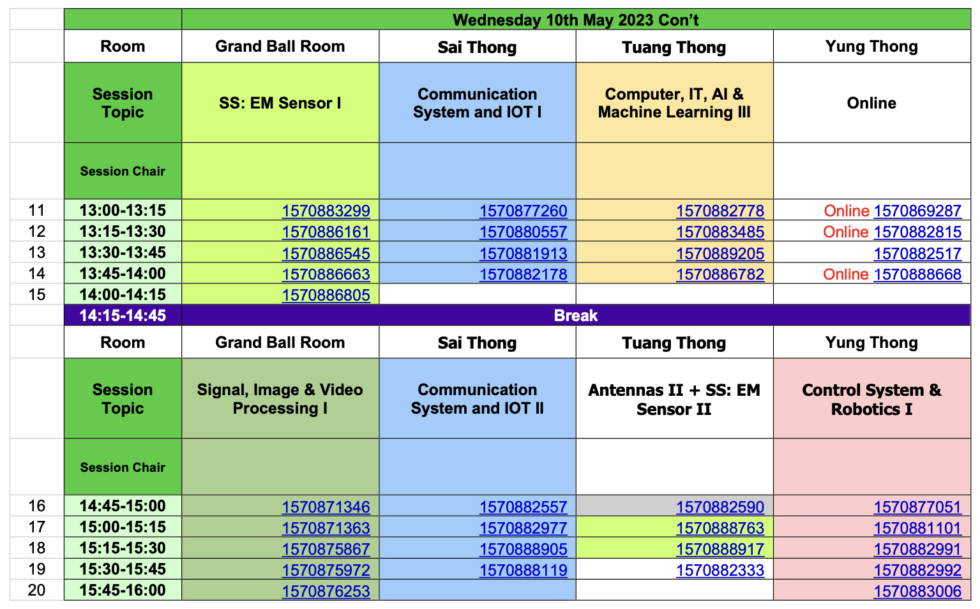 Wednesday 10th May 2023 Con't
Room Grand Ball Room Sai Thong Tuang Thong Yung Thong
Session Topic SS: EM Sensor I Communication System and IOT I Computer, IT, AI & Machine Learning III Online
Session Chair
11 13:00-13:15 1570883299 1570877260 1570882778 Online 1570869287
12 13:15-13:30 1570886161 1570880557 1570883485 Online 1570882815
13 13:30-13:45 1570886545 1570881913 1570889205 1570882517
14 13:45-14:00 1570886663 1570882178 1570886782 Online 1570888668
15 14:00-14:15 1570886805
14:15-14:45 Break
Room Grand Ball Room Sai Thong Tuang Thong Yung Thong
Session Topic Signal, Image & Video Processing I Communication System and IOT II Antennas II + SS: EM Sensor II Control System & Robotics I
Session Chair
16 14:45-15:00 1570871346 1570882557 1570882590 1570877051
17 15:00-15:15 1570871363 1570882977 1570888763 1570881101
18 15:15-15:30 1570875867 1570888905 1570888917 1570882991
19 15:30-15:45 1570875972 1570888119 1570882333 1570882992
20 15:45-16:00 1570876253 1570883006